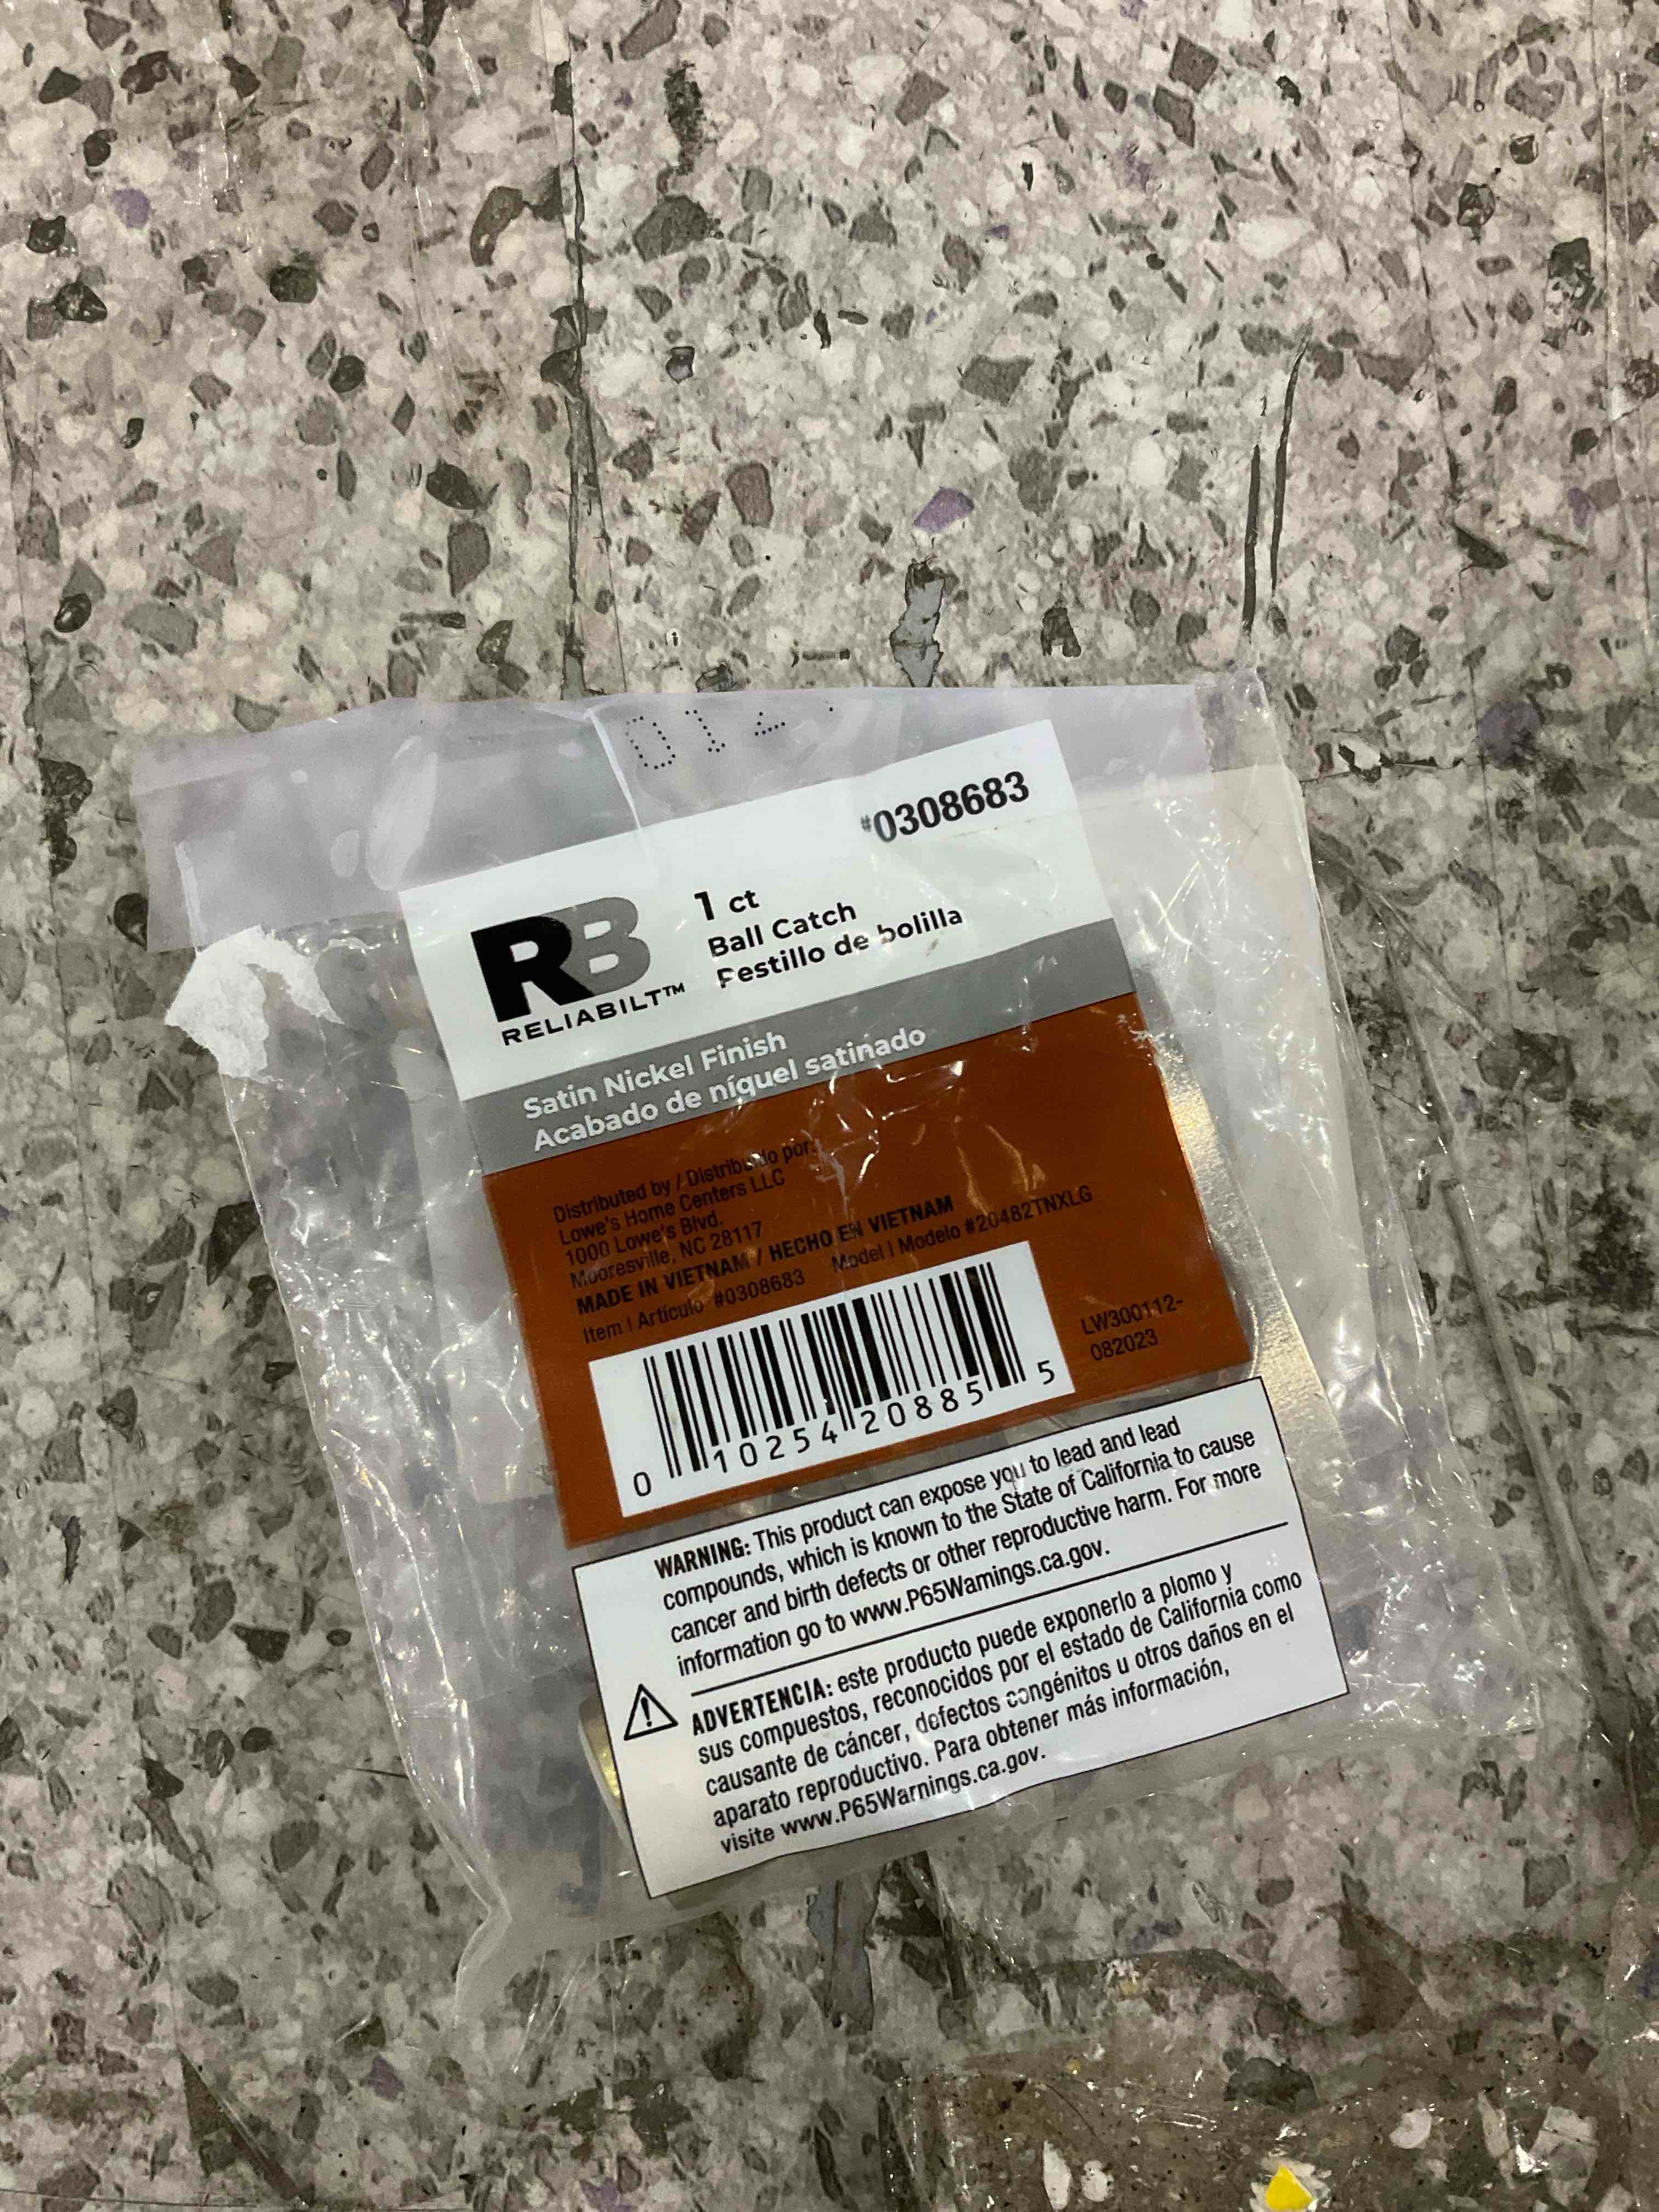 012
#0308683
RB
RELIABILT™
1 ct
Ball Catch
Pestillo de bolilla
Satin Nickel Finish
Acabado de níquel satinado
Distributed by / Distribuido por:
Lowe's Home Centers LLC
1000 Lowe's Blvd.
Mooresville, NC 28117
MADE IN VIETNAM / HECHO EN VIETNAM
Item | Artículo #0308683 Model | Modelo #20482TNXLG
0 10254 20885 5
LW300112-
082023
WARNING: This product can expose you to lead and lead
compounds, which is known to the State of California to cause
cancer and birth defects or other reproductive harm. For more
information go to www.P65Warnings.ca.gov.
ADVERTENCIA: este producto puede exponerlo a plomo y
sus compuestos, reconocidos por el estado de California como
causante de cáncer, defectos congénitos u otros daños en el
aparato reproductivo. Para obtener más información,
visite www.P65Warnings.ca.gov.